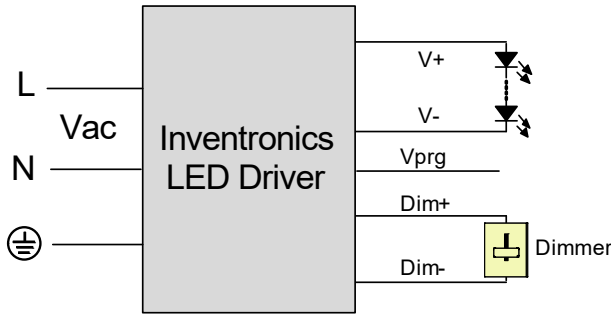 L
Vac
N
Inventronics
LED Driver
V+
V-
Vprg
Dim+
Dim-
Dimmer